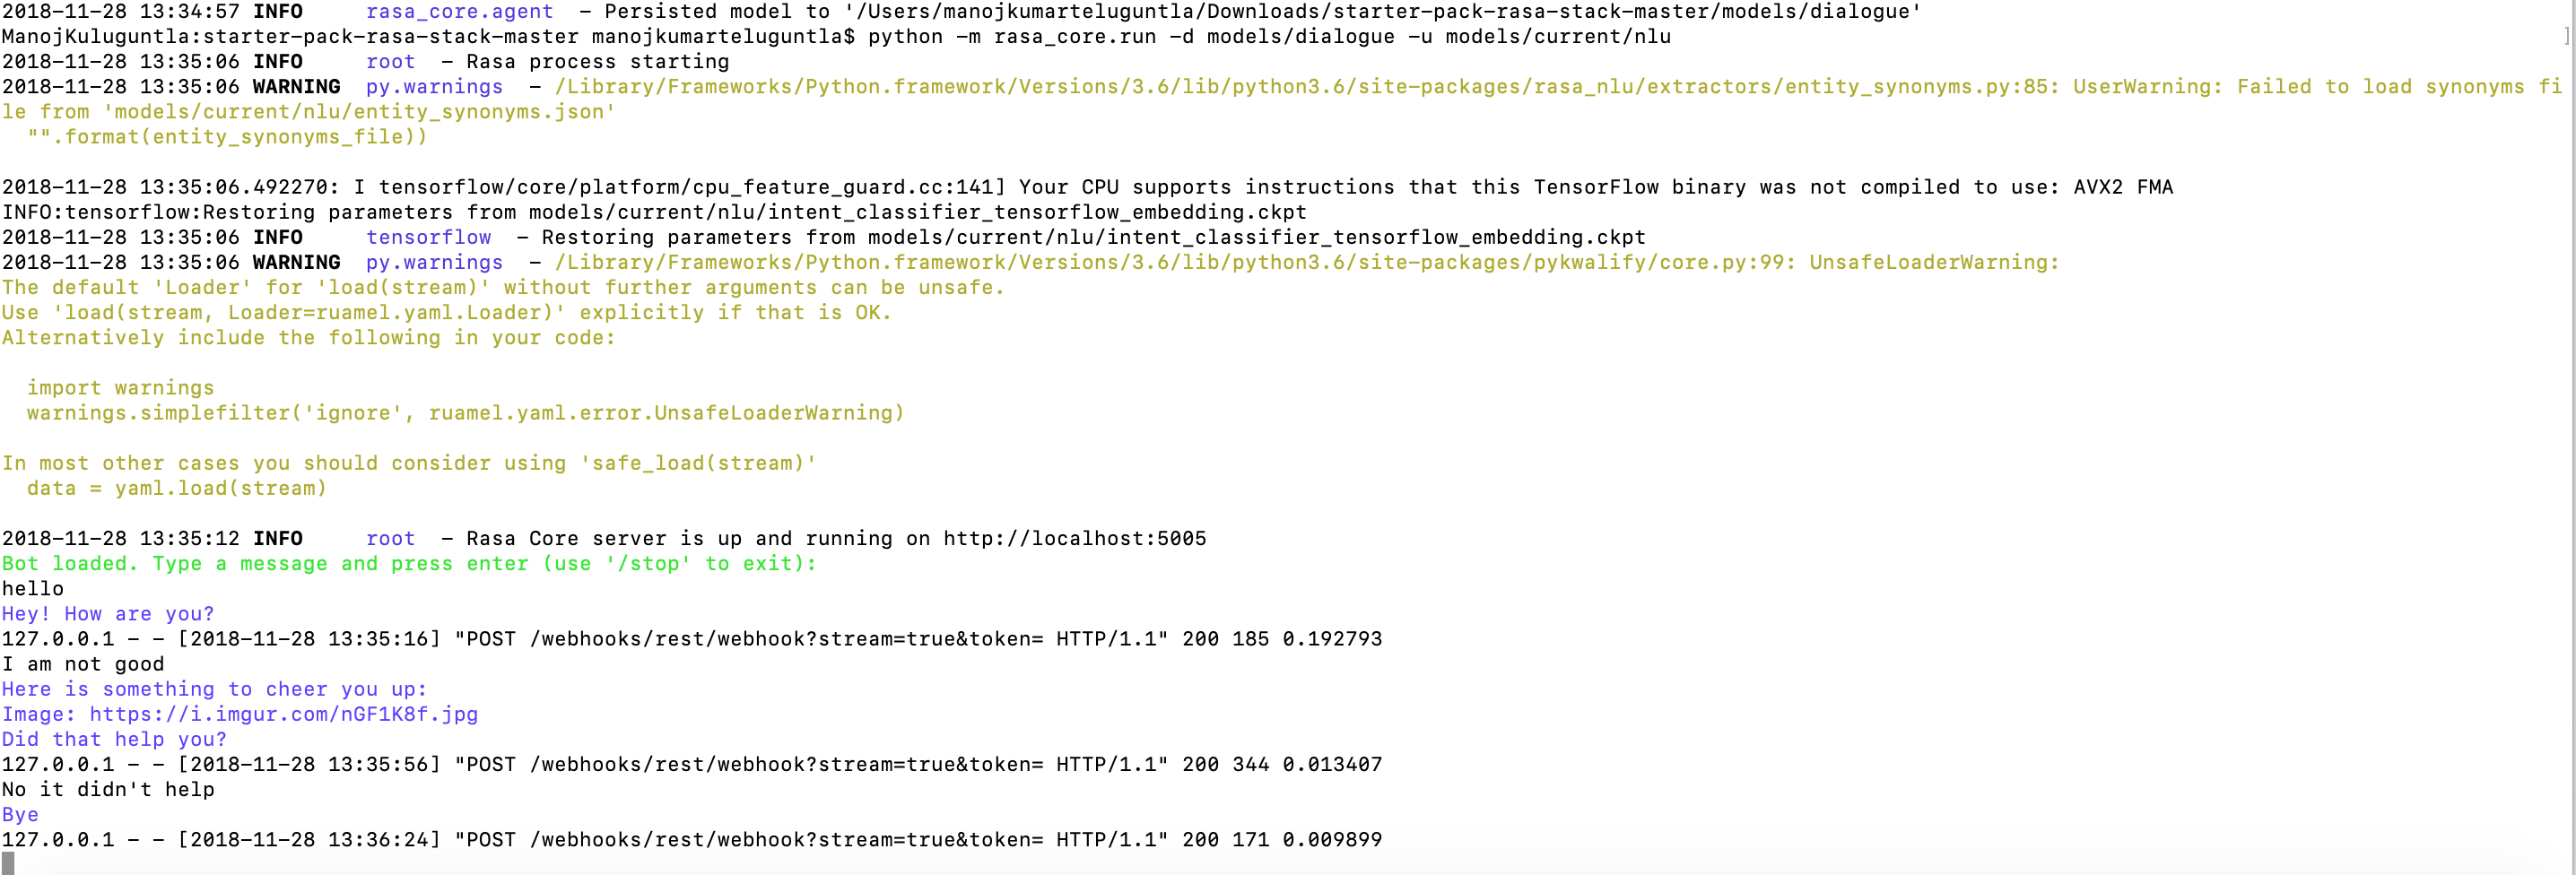 2018-11-28 13:34:57 INFO     rasa_core.agent  - Persisted model to '/Users/manojkumarteluguntla/Downloads/starter-pack-rasa-stack-master/models/dialogue'
ManojKuluguntla:starter-pack-rasa-stack-master manojkumarteluguntla$ python -m rasa_core.run -d models/dialogue -u models/current/nlu
2018-11-28 13:35:06 INFO     root  - Rasa process starting
2018-11-28 13:35:06 WARNING  py.warnings  - /Library/Frameworks/Python.framework/Versions/3.6/lib/python3.6/site-packages/rasa_nlu/extractors/entity_synonyms.py:85: UserWarning: Failed to load synonyms fi
le from 'models/current/nlu/entity_synonyms.json'
  "".format(entity_synonyms_file))
2018-11-28 13:35:06.492270: I tensorflow/core/platform/cpu_feature_guard.cc:141] Your CPU supports instructions that this TensorFlow binary was not compiled to use: AVX2 FMA
INFO:tensorflow:Restoring parameters from models/current/nlu/intent_classifier_tensorflow_embedding.ckpt
2018-11-28 13:35:06 INFO     tensorflow  - Restoring parameters from models/current/nlu/intent_classifier_tensorflow_embedding.ckpt
2018-11-28 13:35:06 WARNING  py.warnings  - /Library/Frameworks/Python.framework/Versions/3.6/lib/python3.6/site-packages/pykwalify/core.py:99: UnsafeLoaderWarning:
The default 'Loader' for 'load(stream)' without further arguments can be unsafe.
Use 'load(stream, Loader=ruamel.yaml.Loader)' explicitly if that is OK.
Alternatively include the following in your code:
  import warnings
  warnings.simplefilter('ignore', ruamel.yaml.error.UnsafeLoaderWarning)
In most other cases you should consider using 'safe_load(stream)'
  data = yaml.load(stream)
2018-11-28 13:35:12 INFO     root  - Rasa Core server is up and running on http://localhost:5005
Bot loaded. Type a message and press enter (use '/stop' to exit):
hello
Hey! How are you?
127.0.0.1 - - [2018-11-28 13:35:16] "POST /webhooks/rest/webhook?stream=true&token= HTTP/1.1" 200 185 0.192793
I am not good
Here is something to cheer you up:
Image: https://i.imgur.com/nGF1K8f.jpg
Did that help you?
127.0.0.1 - - [2018-11-28 13:35:56] "POST /webhooks/rest/webhook?stream=true&token= HTTP/1.1" 200 344 0.013407
No it didn't help
Bye
127.0.0.1 - - [2018-11-28 13:36:24] "POST /webhooks/rest/webhook?stream=true&token= HTTP/1.1" 200 171 0.009899